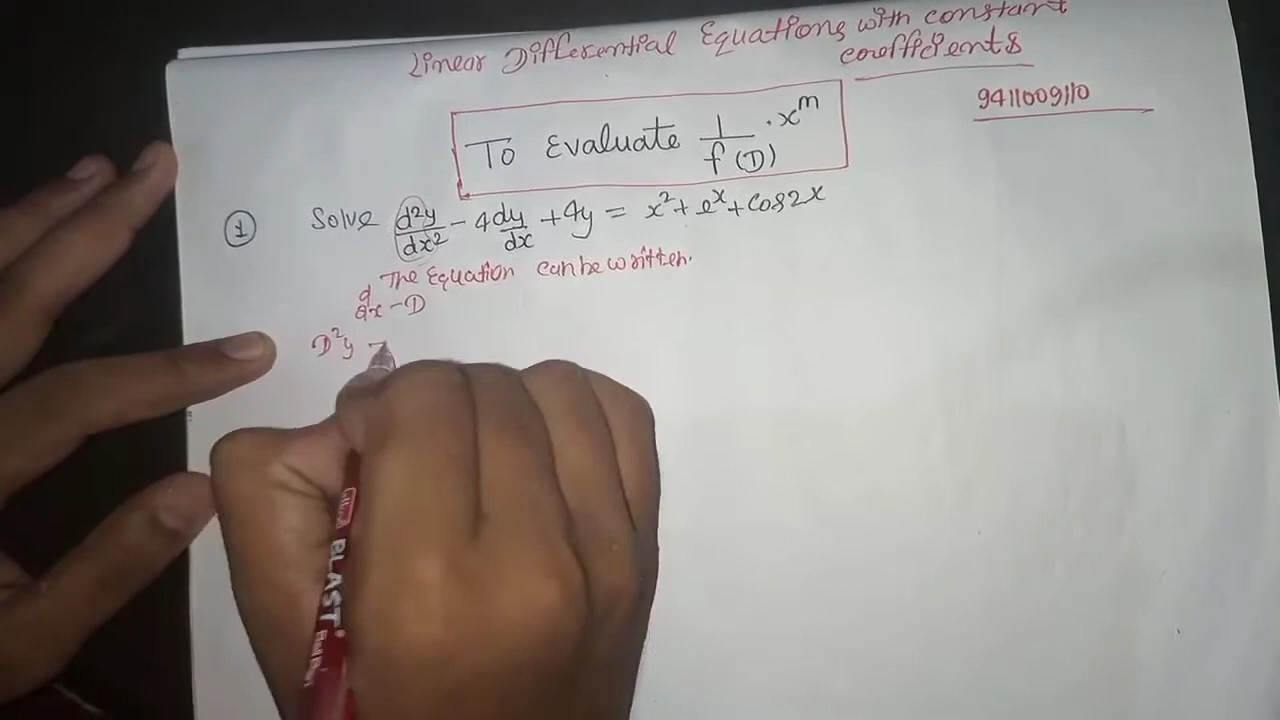 Linear Differential Equations with constant
coefficients
9411009110
To Evaluate 1/f(D) · x^m
① Solve d²y/dx² - 4dy/dx + 4y = x² + e^x + cos2x
The Equation can be written.
d/dx - D
D²y -
BLAST